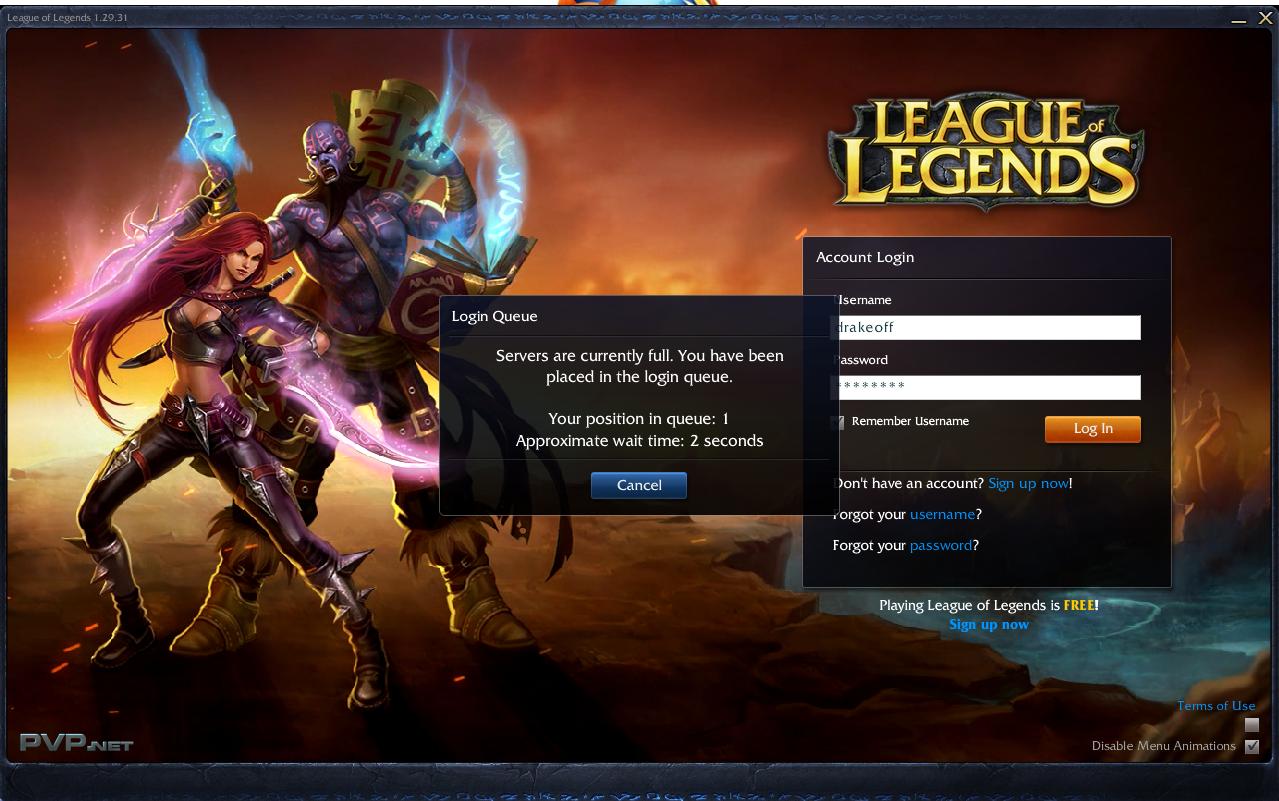 League of Legends 1.29.31
LEAGUE of
LEGENDS
Account Login
Username
drakeoff
Password
********
Remember Username
Log In
Don't have an account? Sign up now!
Forgot your username?
Forgot your password?
Playing League of Legends is FREE!
Sign up now
Login Queue
Servers are currently full. You have been
placed in the login queue.
Your position in queue: 1
Approximate wait time: 2 seconds
Cancel
Terms of Use
PVP.NET
Disable Menu Animations